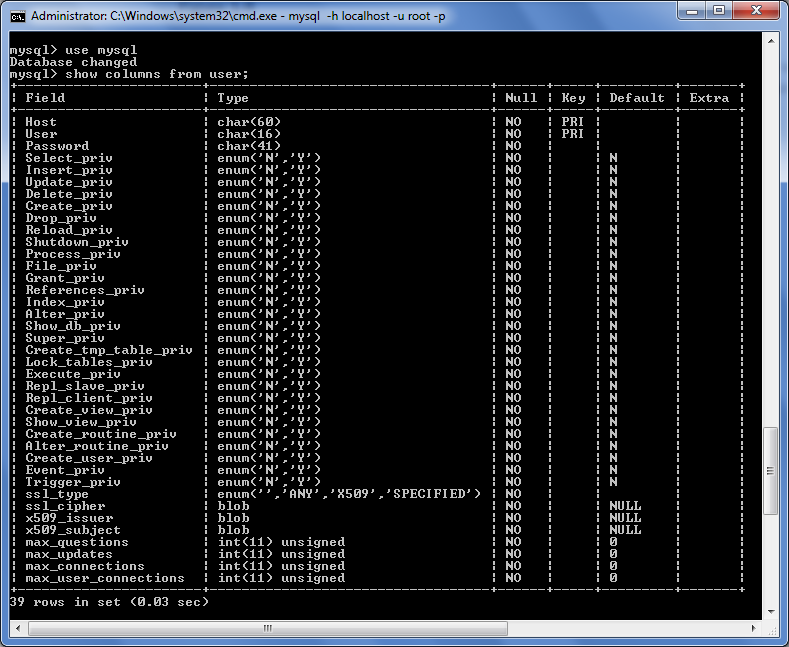 Administrator: C:\Windows\system32\cmd.exe - mysql -h localhost -u root -p
mysql> use mysql
Database changed
mysql> show columns from user;
+-----------------------+-----------------------------------+------+-----+---------+-------+
| Field | Type | Null | Key | Default | Extra |
+-----------------------+-----------------------------------+------+-----+---------+-------+
| Host | char(60) | NO | PRI | | |
| User | char(16) | NO | PRI | | |
| Password | char(41) | NO | | | |
| Select_priv | enum('N','Y') | NO | | N | |
| Insert_priv | enum('N','Y') | NO | | N | |
| Update_priv | enum('N','Y') | NO | | N | |
| Delete_priv | enum('N','Y') | NO | | N | |
| Create_priv | enum('N','Y') | NO | | N | |
| Drop_priv | enum('N','Y') | NO | | N | |
| Reload_priv | enum('N','Y') | NO | | N | |
| Shutdown_priv | enum('N','Y') | NO | | N | |
| Process_priv | enum('N','Y') | NO | | N | |
| File_priv | enum('N','Y') | NO | | N | |
| Grant_priv | enum('N','Y') | NO | | N | |
| References_priv | enum('N','Y') | NO | | N | |
| Index_priv | enum('N','Y') | NO | | N | |
| Alter_priv | enum('N','Y') | NO | | N | |
| Show_db_priv | enum('N','Y') | NO | | N | |
| Super_priv | enum('N','Y') | NO | | N | |
| Create_tmp_table_priv | enum('N','Y') | NO | | N | |
| Lock_tables_priv | enum('N','Y') | NO | | N | |
| Execute_priv | enum('N','Y') | NO | | N | |
| Repl_slave_priv | enum('N','Y') | NO | | N | |
| Repl_client_priv | enum('N','Y') | NO | | N | |
| Create_view_priv | enum('N','Y') | NO | | N | |
| Show_view_priv | enum('N','Y') | NO | | N | |
| Create_routine_priv | enum('N','Y') | NO | | N | |
| Alter_routine_priv | enum('N','Y') | NO | | N | |
| Create_user_priv | enum('N','Y') | NO | | N | |
| Event_priv | enum('N','Y') | NO | | N | |
| Trigger_priv | enum('N','Y') | NO | | N | |
| ssl_type | enum('','ANY','X509','SPECIFIED') | NO | | | |
| ssl_cipher | blob | NO | | NULL | |
| x509_issuer | blob | NO | | NULL | |
| x509_subject | blob | NO | | NULL | |
| max_questions | int(11) unsigned | NO | | 0 | |
| max_updates | int(11) unsigned | NO | | 0 | |
| max_connections | int(11) unsigned | NO | | 0 | |
| max_user_connections | int(11) unsigned | NO | | 0 | |
+-----------------------+-----------------------------------+------+-----+---------+-------+
39 rows in set (0.03 sec)